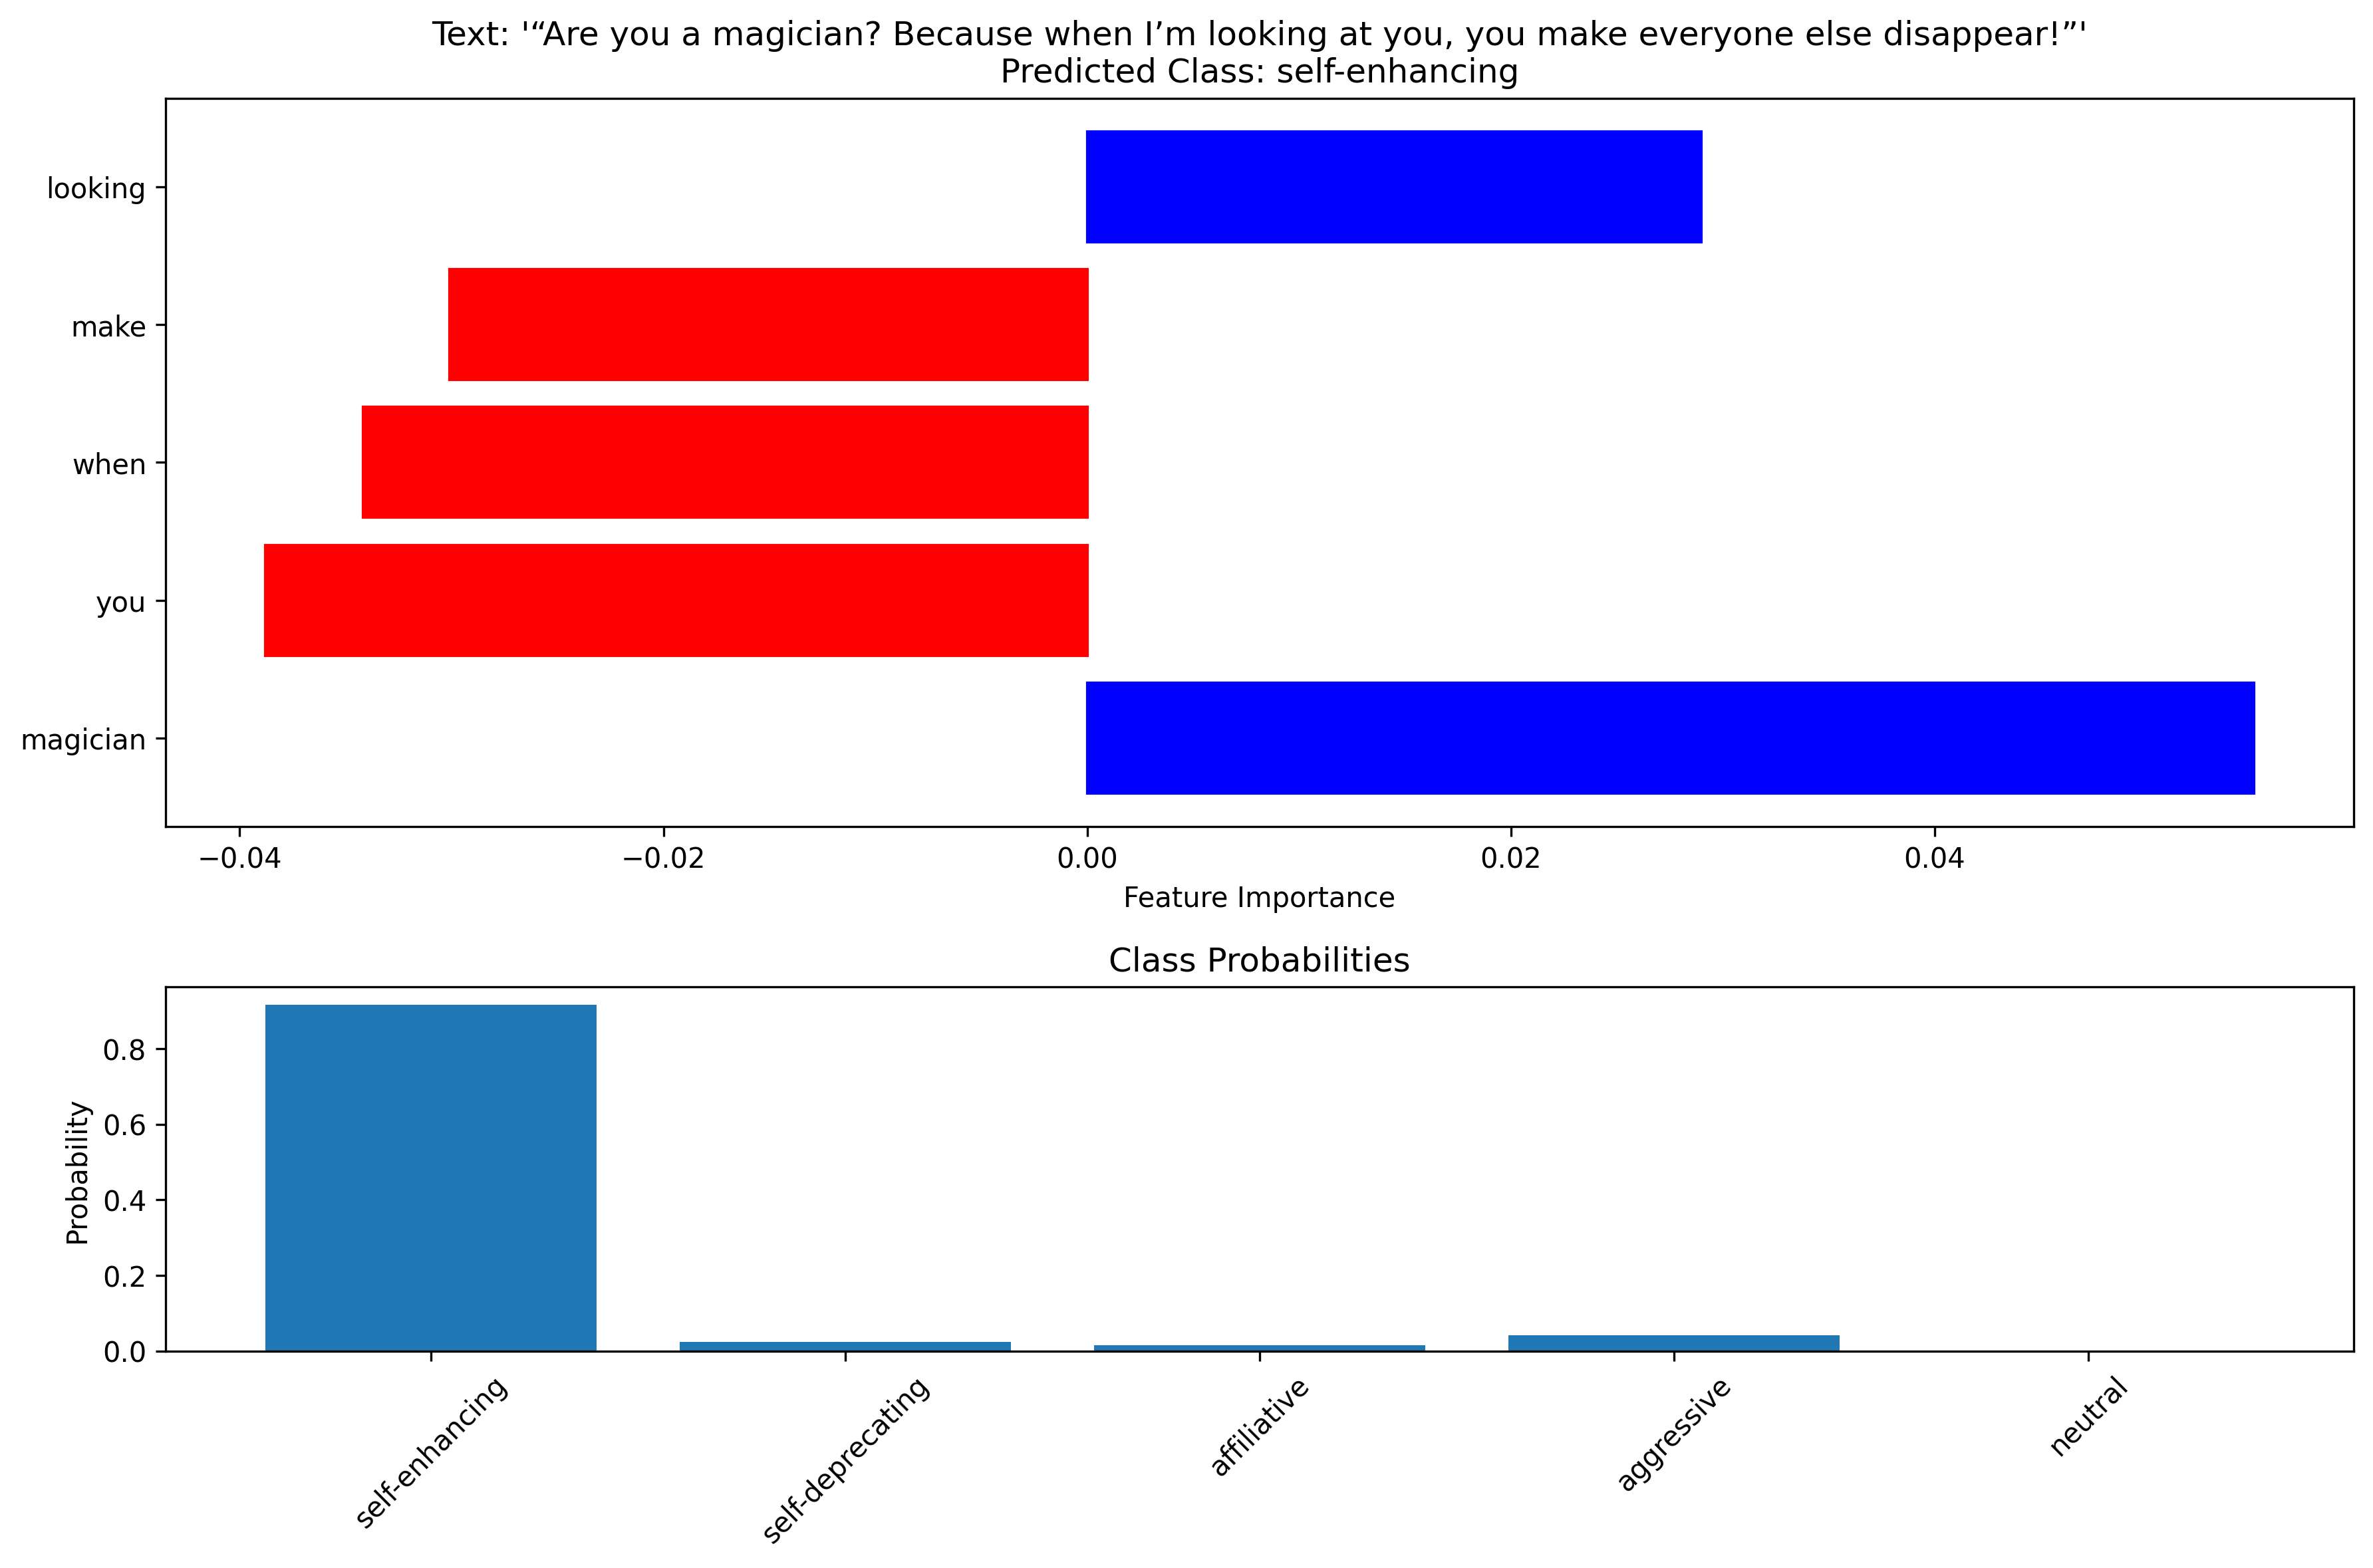 Text: '“Are you a magician? Because when I’m looking at you, you make everyone else disappear!”'
Predicted Class: self-enhancing
looking
make
when
you
magician
−0.04 −0.02 0.00 0.02 0.04
Feature Importance
Class Probabilities
Probability
0.8
0.6
0.4
0.2
0.0
self-enhancing self-deprecating affiliative aggressive neutral